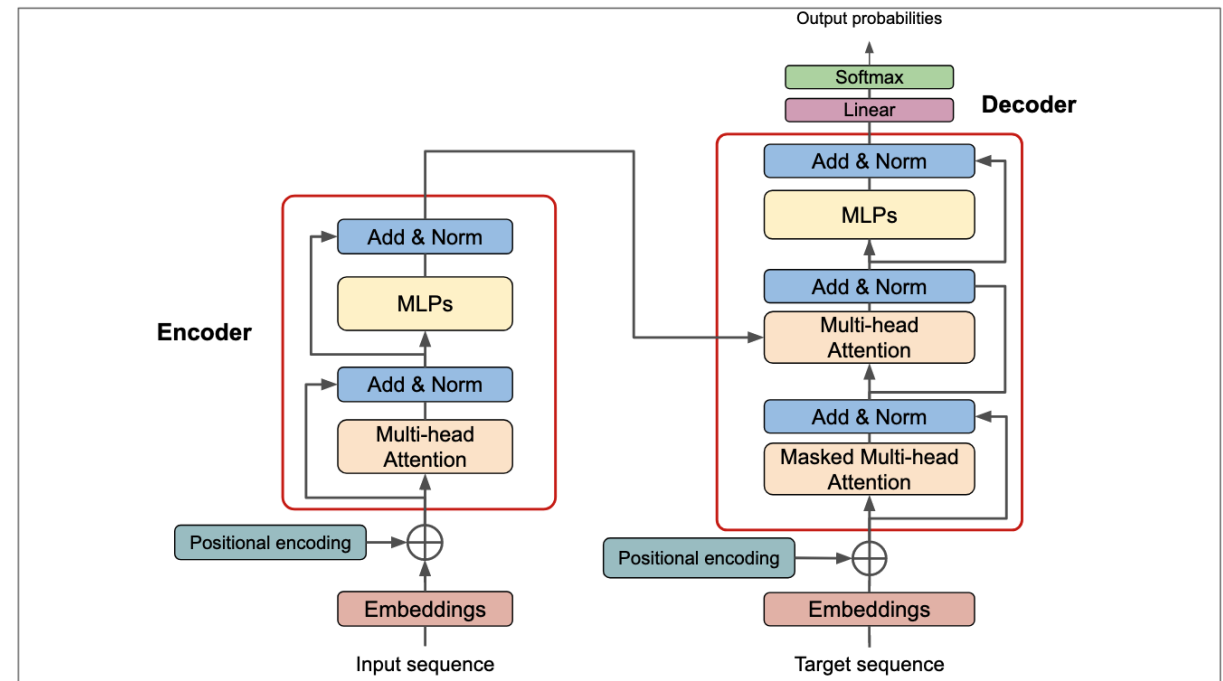 Output probabilities
Softmax
Linear
Decoder
Add & Norm
MLPs
Add & Norm
Multi-head
Attention
Add & Norm
Masked Multi-head
Attention
Positional encoding
Embeddings
Target sequence
Encoder
Add & Norm
MLPs
Add & Norm
Multi-head
Attention
Positional encoding
Embeddings
Input sequence